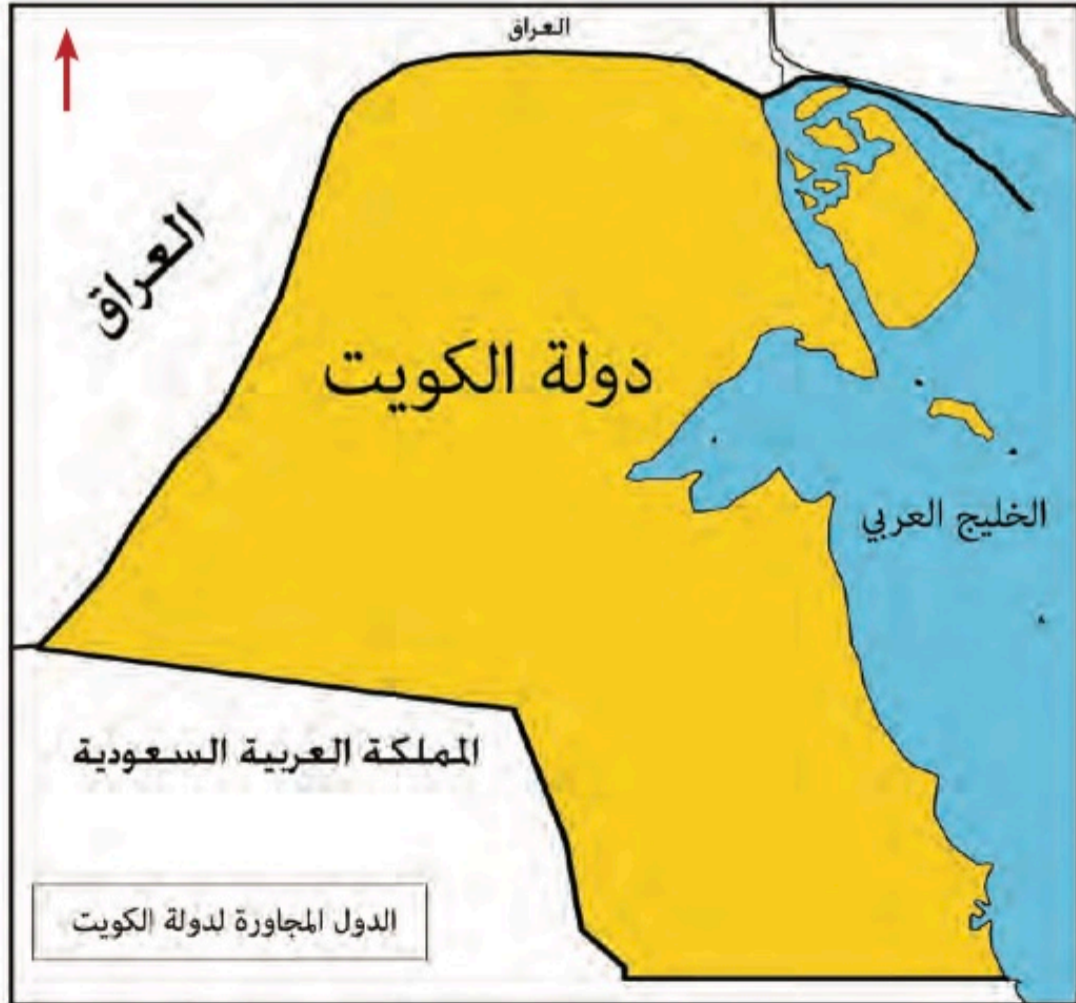 العراق
العراق
دولة الكويت
الخليج العربي
المملكة العربية السعودية
الدول المجاورة لدولة الكويت